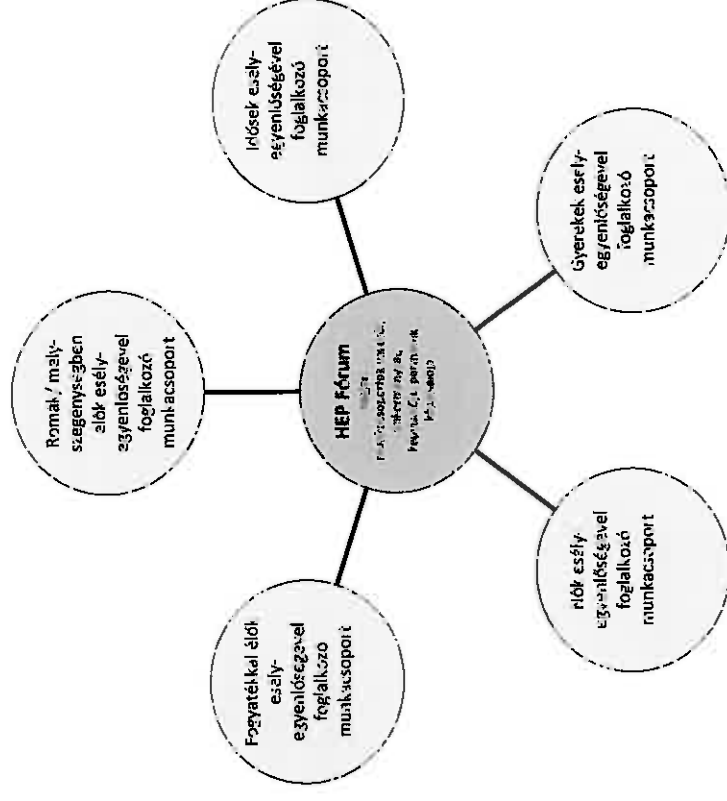 Romák / mély-
szegénységben
élők esély-
egyenlőségével
foglalkozó
munkacsoport
Idősek esély-
egyenlőségével
foglalkozó
munkacsoport
Gyerekek esély-
egyenlőségével
foglalkozó
munkacsoport
Nők esély-
egyenlőségével
foglalkozó
munkacsoport
Fogyatékkal élők
esély-
egyenlőségével
foglalkozó
munkacsoport
HEP Fórum